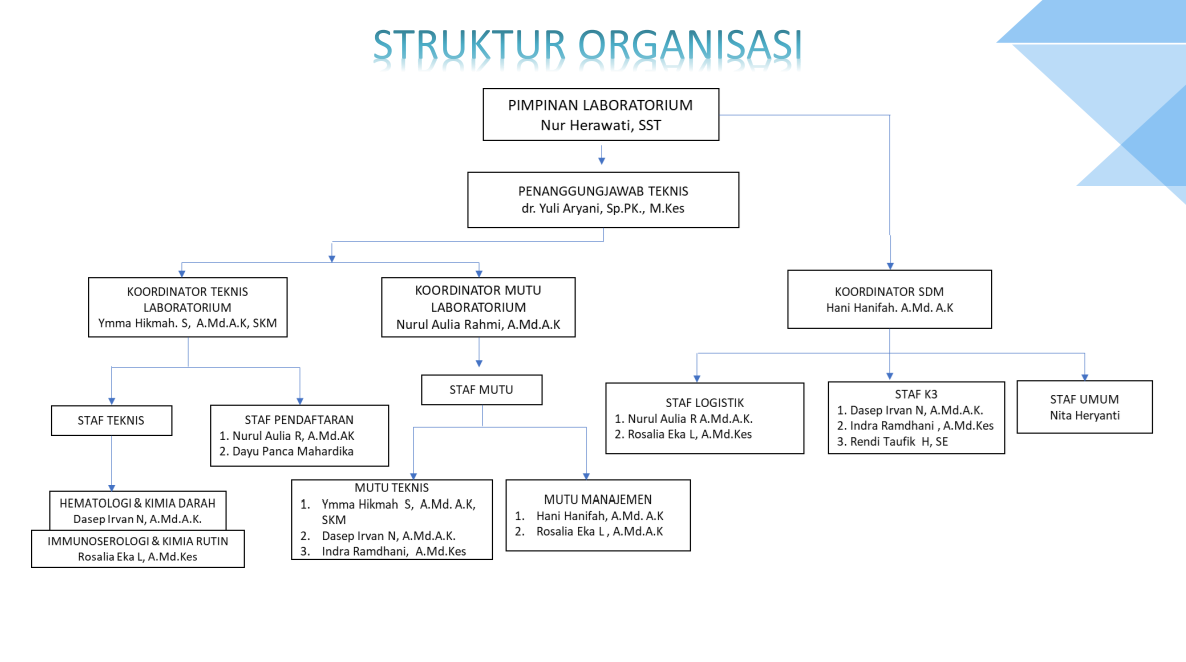 STRUKTUR ORGANISASI
PIMPINAN LABORATORIUM
Nur Herawati, SST
PENANGGUNGJAWAB TEKNIS
dr. Yuli Aryani, Sp.PK., M.Kes
KOORDINATOR TEKNIS
LABORATORIUM
Ymma Hikmah. S, A.Md.A.K, SKM
KOORDINATOR MUTU
LABORATORIUM
Nurul Aulia Rahmi, A.Md.A.K
KOORDINATOR SDM
Hani Hanifah. A.Md. A.K
STAF TEKNIS
STAF PENDAFTARAN
1. Nurul Aulia R, A.Md.AK
2. Dayu Panca Mahardika
STAF MUTU
STAF LOGISTIK
1. Nurul Aulia R A.Md.A.K.
2. Rosalia Eka L, A.Md.Kes
STAF K3
1. Dasep Irvan N, A.Md.A.K.
2. Indra Ramdhani , A.Md.Kes
3. Rendi Taufik H, SE
STAF UMUM
Nita Heryanti
HEMATOLOGI & KIMIA DARAH
Dasep Irvan N, A.Md.A.K.
IMMUNOSEROLOGI & KIMIA RUTIN
Rosalia Eka L, A.Md.Kes
MUTU TEKNIS
1. Ymma Hikmah S, A.Md. A.K,
SKM
2. Dasep Irvan N, A.Md.A.K.
3. Indra Ramdhani, A.Md.Kes
MUTU MANAJEMEN
1. Hani Hanifah, A.Md. A.K
2. Rosalia Eka L , A.Md.A.K